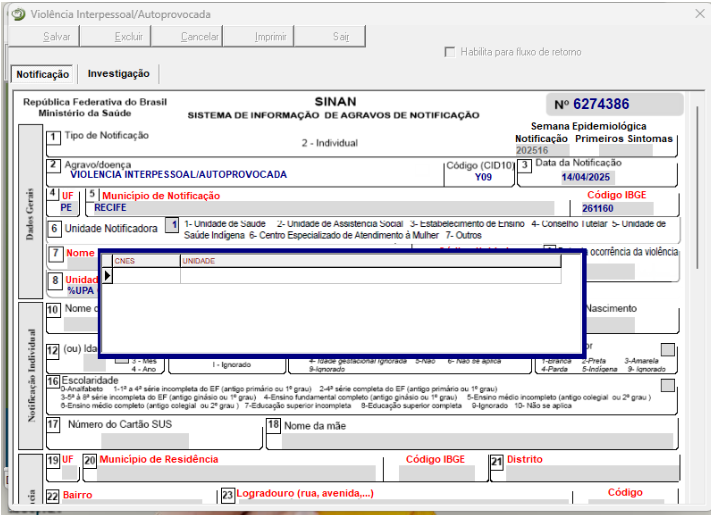 Violência Interpessoal/Autoprovocada
Salvar Excluir Cancelar Imprimir Sair
Habilita para fluxo de retorno
Notificação Investigação
República Federativa do Brasil
Ministério da Saúde
SINAN
SISTEMA DE INFORMAÇÃO DE AGRAVOS DE NOTIFICAÇÃO
Nº 6274386
Semana Epidemiológica
Notificação Primeiros Sintomas
202516
1 Tipo de Notificação
2 - Individual
2 Agravo/doença
VIOLENCIA INTERPESSOAL/AUTOPROVOCADA
Código (CID10)
Y09
3 Data da Notificação
14/04/2025
Dados Gerais
4 UF
PE
5 Município de Notificação
RECIFE
Código IBGE
261160
6 Unidade Notificadora 1 1- Unidade de Saude 2- Unidade de Assistencia Social 3- Estabelecimento de Ensino 4- Conselho Tutelar 5- Unidade de
Saúde Indígena 6- Centro Especializado de Atendimento à Mulher 7- Outros
7 Nome
ocorrência da violência
8 Unidad
%UPA
CNES UNIDADE
Notificação Individual
10 Nome d
Nascimento
12 (ou) Ida
3 - Mês
4 - Ano
I - Ignorado
4- Idade gestacional ignorada 5-Não 6- Não se aplica
9-Ignorado
or
1-Branca 2-Preta 3-Amarela
4-Parda 5-Indígena 9- Ignorado
16 Escolaridade
0-Analfabeto 1-1ª a 4ª série incompleta do EF (antigo primário ou 1º grau) 2-4ª série completa do EF (antigo primário ou 1º grau)
3-5ª à 8ª série incompleta do EF (antigo ginásio ou 1º grau) 4-Ensino fundamental completo (antigo ginásio ou 1º grau) 5-Ensino médio incompleto (antigo colegial ou 2º grau )
6-Ensino médio completo (antigo colegial ou 2º grau ) 7-Educação superior incompleta 8-Educação superior completa 9-Ignorado 10- Não se aplica
17 Número do Cartão SUS
18 Nome da mãe
19 UF
20 Município de Residência
Código IBGE
21 Distrito
22 Bairro
23 Logradouro (rua, avenida,...)
Código